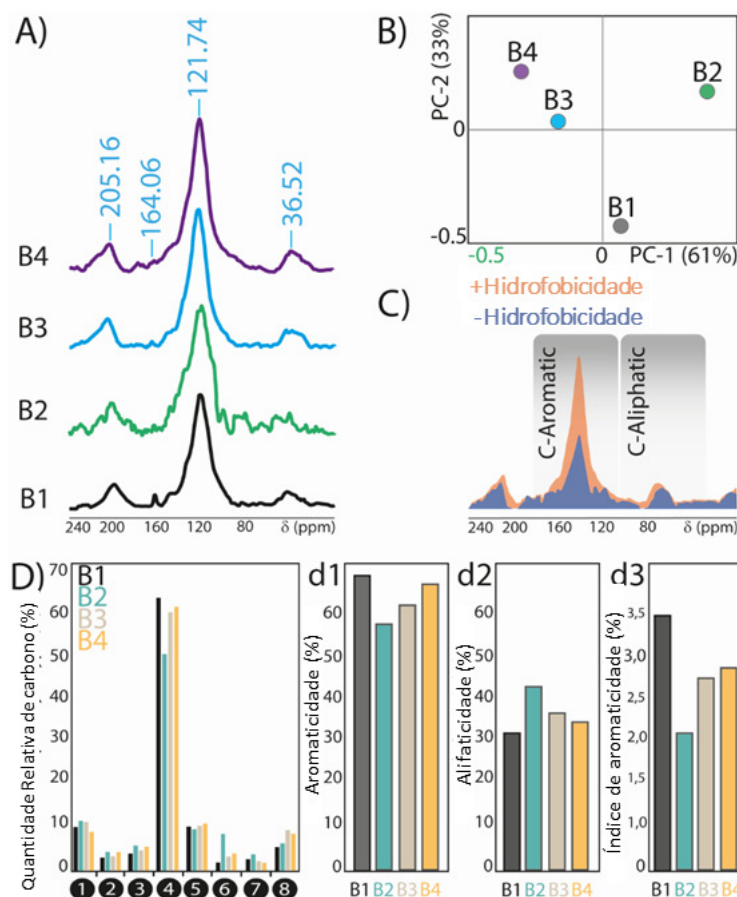 A)
205.16
164.06
121.74
36.52
B4
B3
B2
B1
240 200 160 120 80 δ (ppm)
B)
PC-2 (33%)
0
-0.5
B4
B3
B2
B1
-0.5 0 PC-1 (61%)
+Hidrofobicidade
-Hidrofobicidade
C)
C-Aromatic
C-Aliphatic
240 200 160 120 80 δ (ppm)
D)
Quantidade Relativa de carbono (%)
70
60
50
40
30
20
10
0
B1
B2
B3
B4
1 2 3 4 5 6 7 8
d1
Aromaticidade (%)
60
50
40
30
20
10
0
B1 B2 B3 B4
d2
Alifaticidade (%)
60
50
40
30
20
10
0
B1 B2 B3 B4
d3
Índice de aromaticidade (%)
3,5
3,0
2,5
2,0
1,5
1,0
0
B1 B2 B3 B4